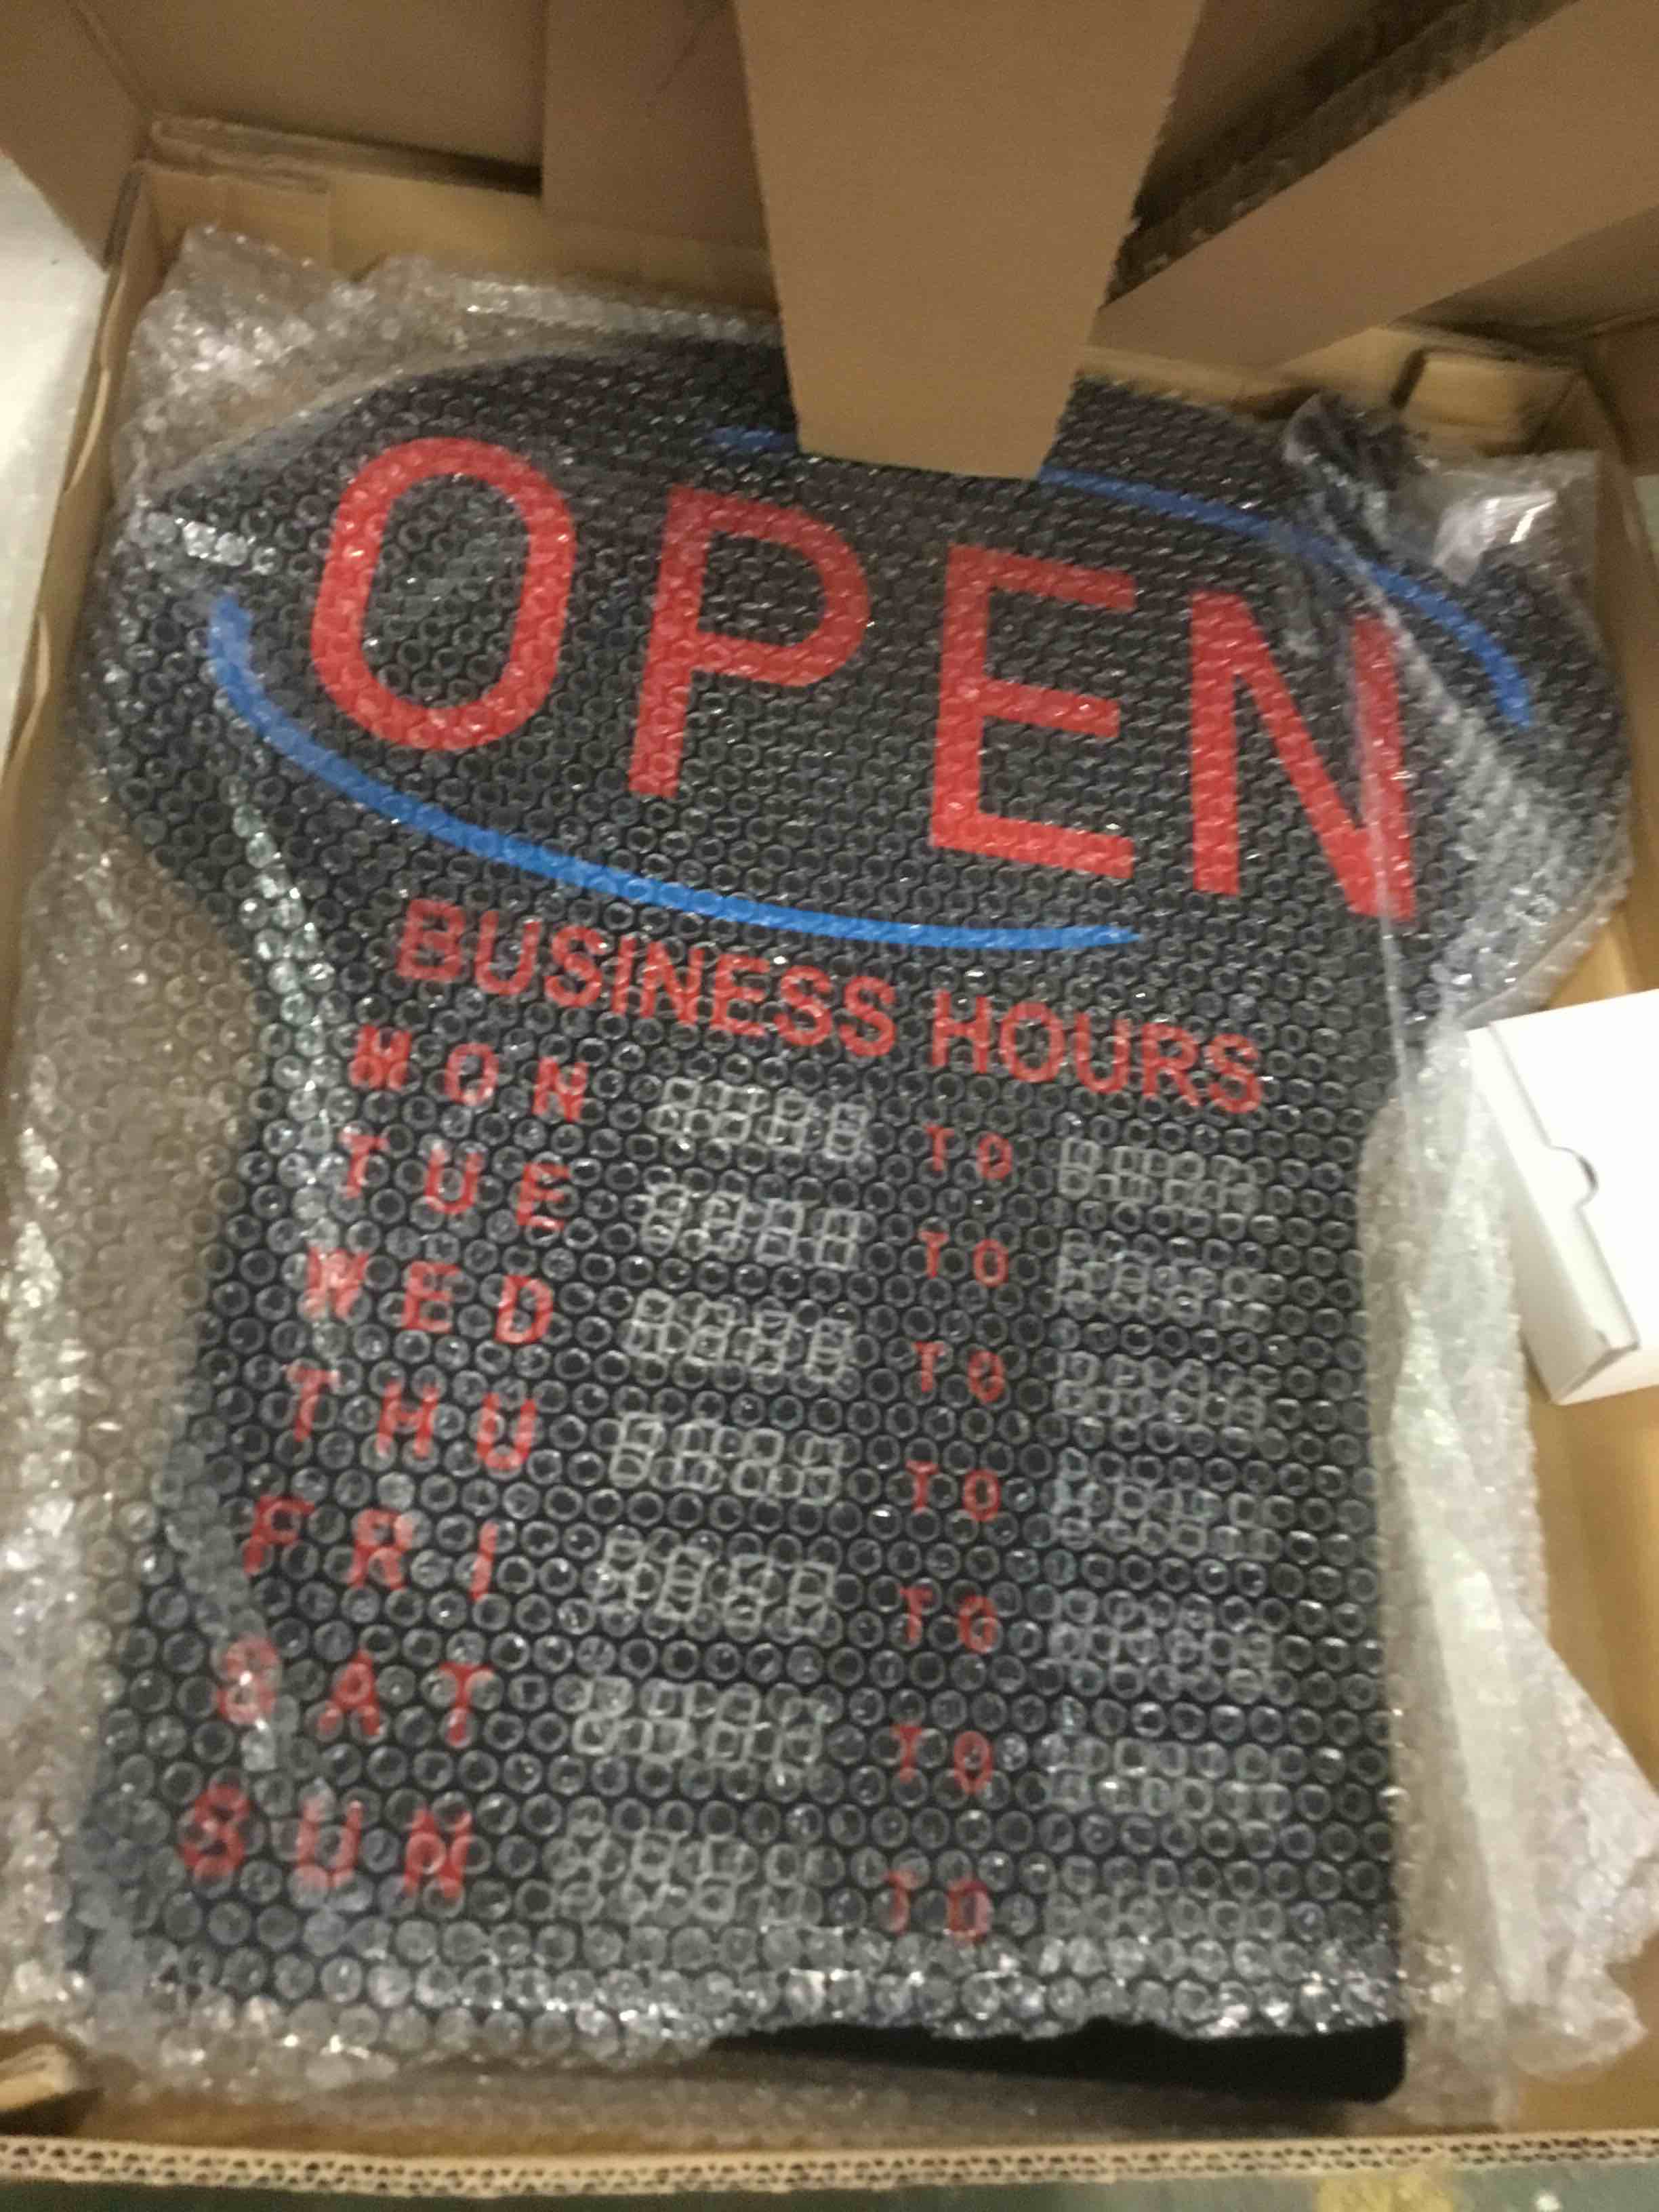 OPEN
BUSINESS HOURS
MON TO
TUE TO
WED TO
THU TO
FRI TO
SAT TO
SUN TO